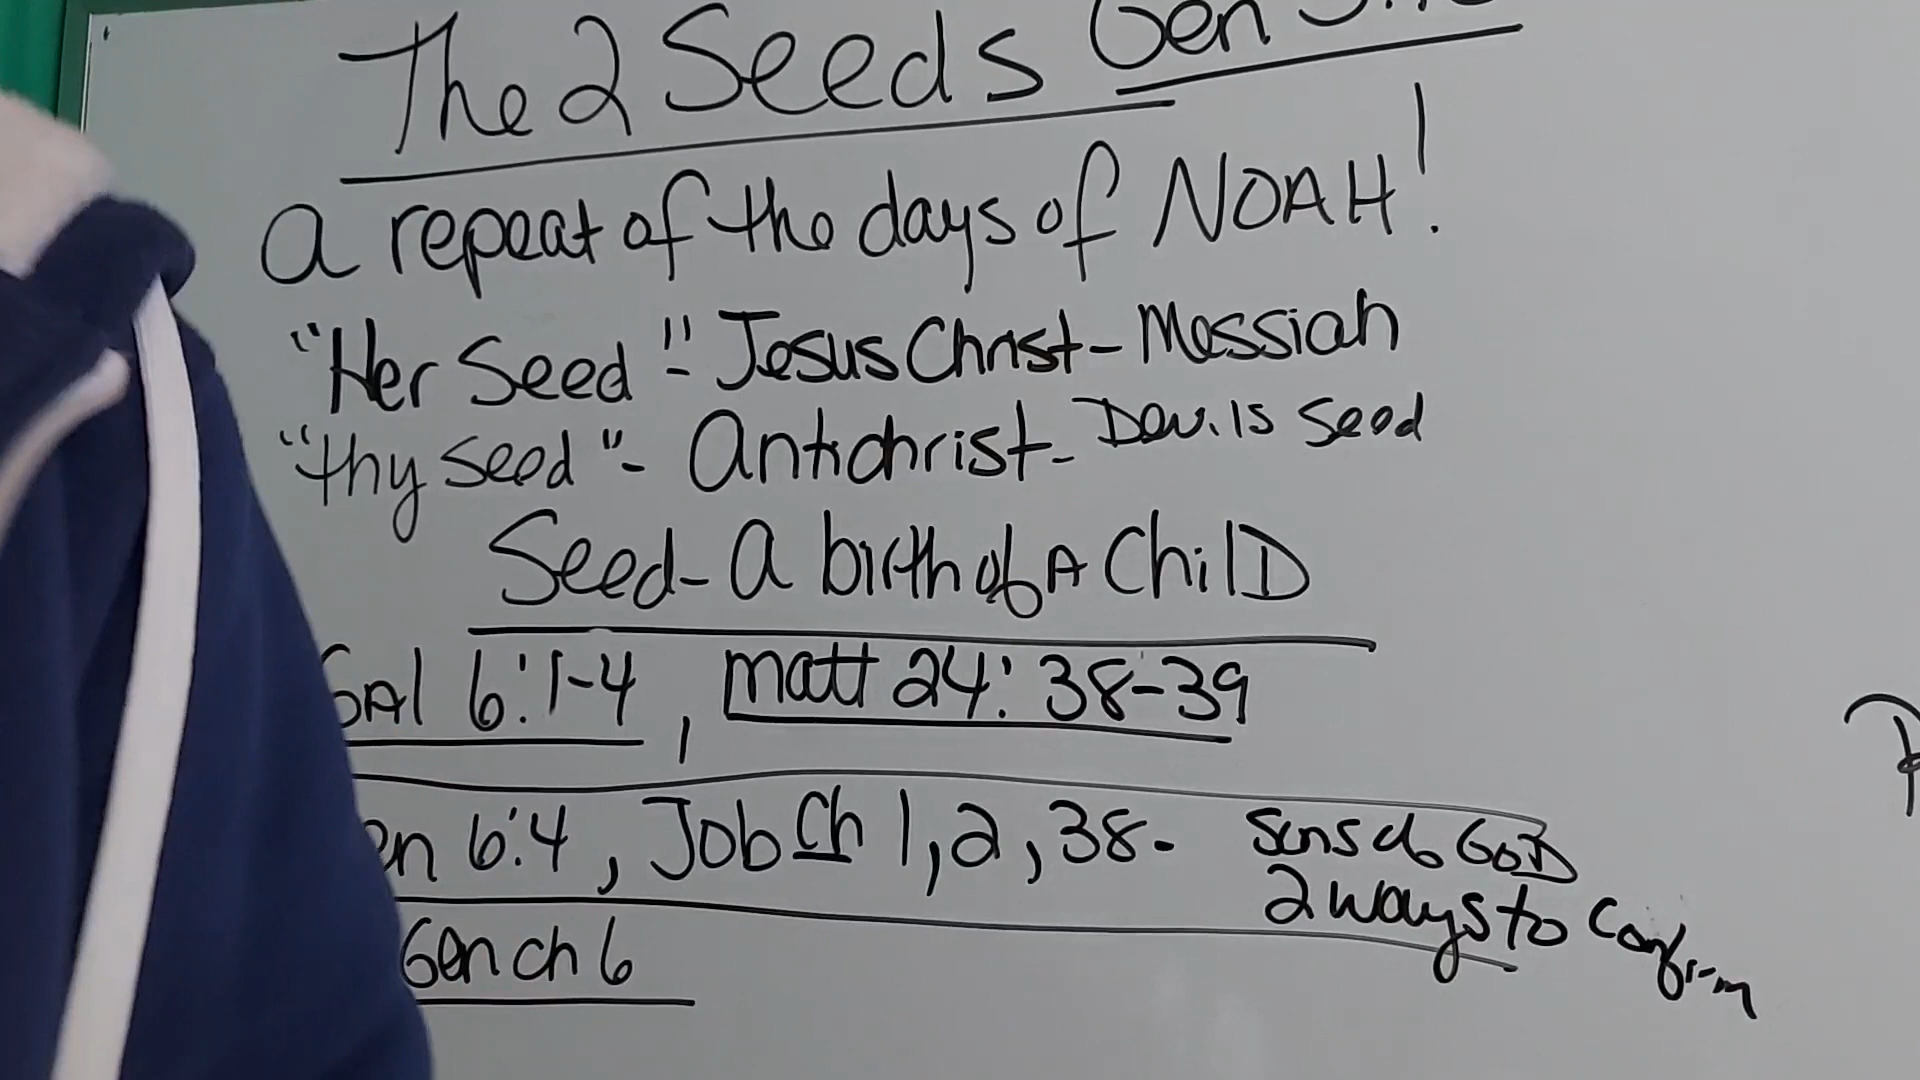 The 2 Seeds Gen
a repeat of the days of NOAH!
"Her Seed" - Jesus Christ - Messiah
"thy seed" - Antichrist - Devils Seed
Seed - a birth of A ChilD
Gal 6:1-4, matt 24:38-39
en 6:4, Job Ch 1,2,38- Sons of GoD
2 ways to Confirm
Gen ch 6